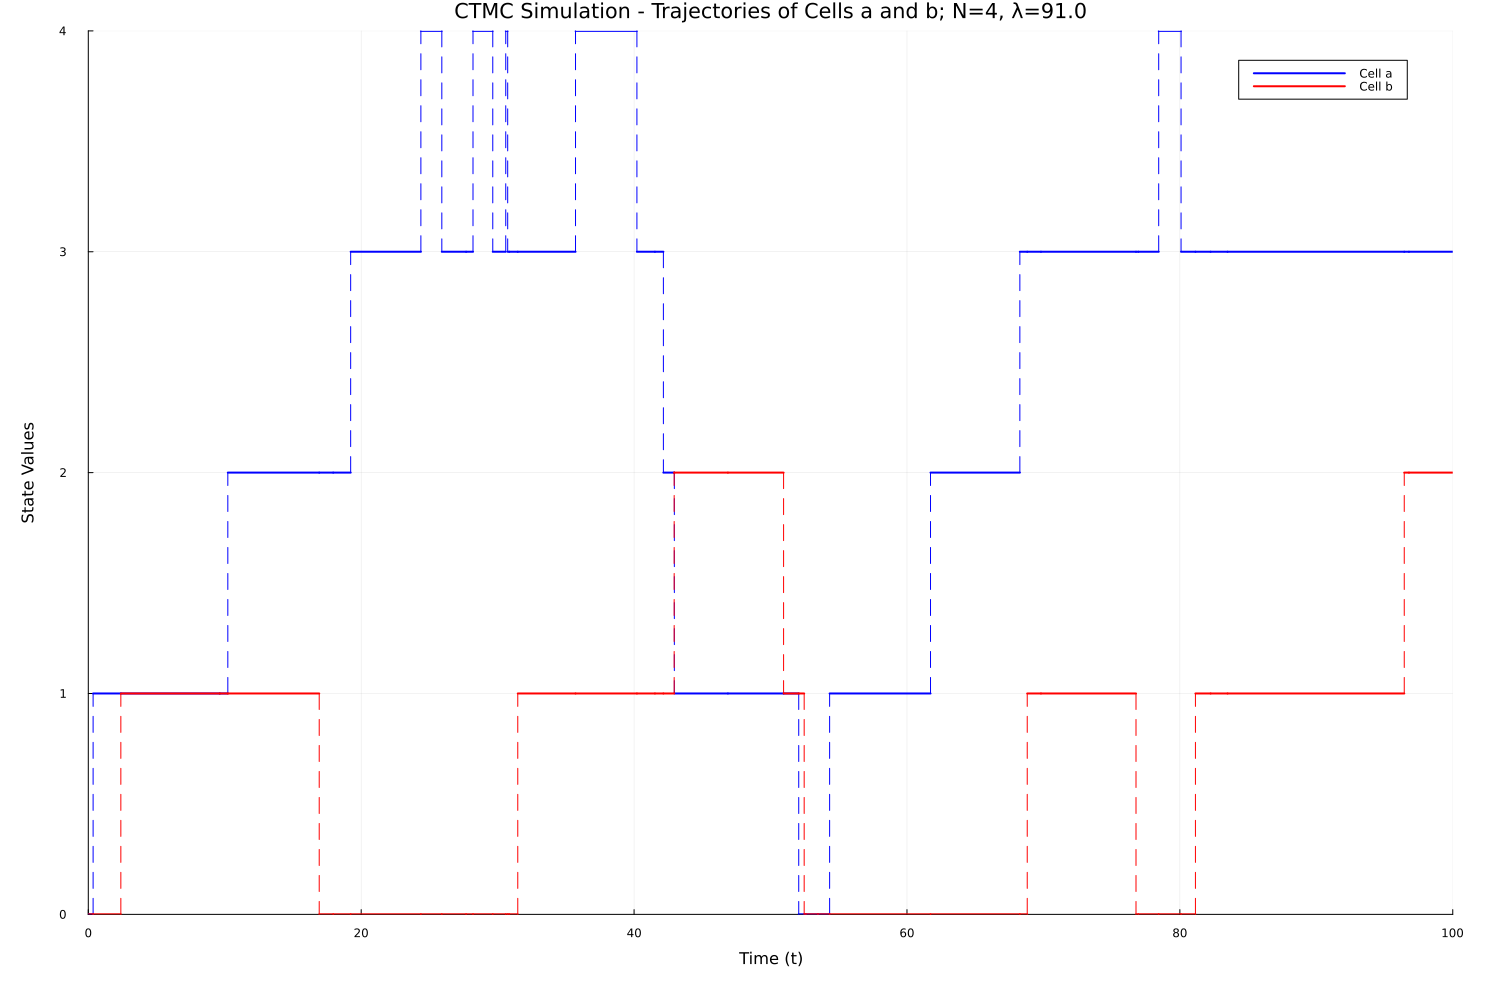 CTMC Simulation - Trajectories of Cells a and b; N=4, λ=91.0
Cell a
Cell b
State Values
4
3
2
1
0
0 20 40 60 80 100
Time (t)